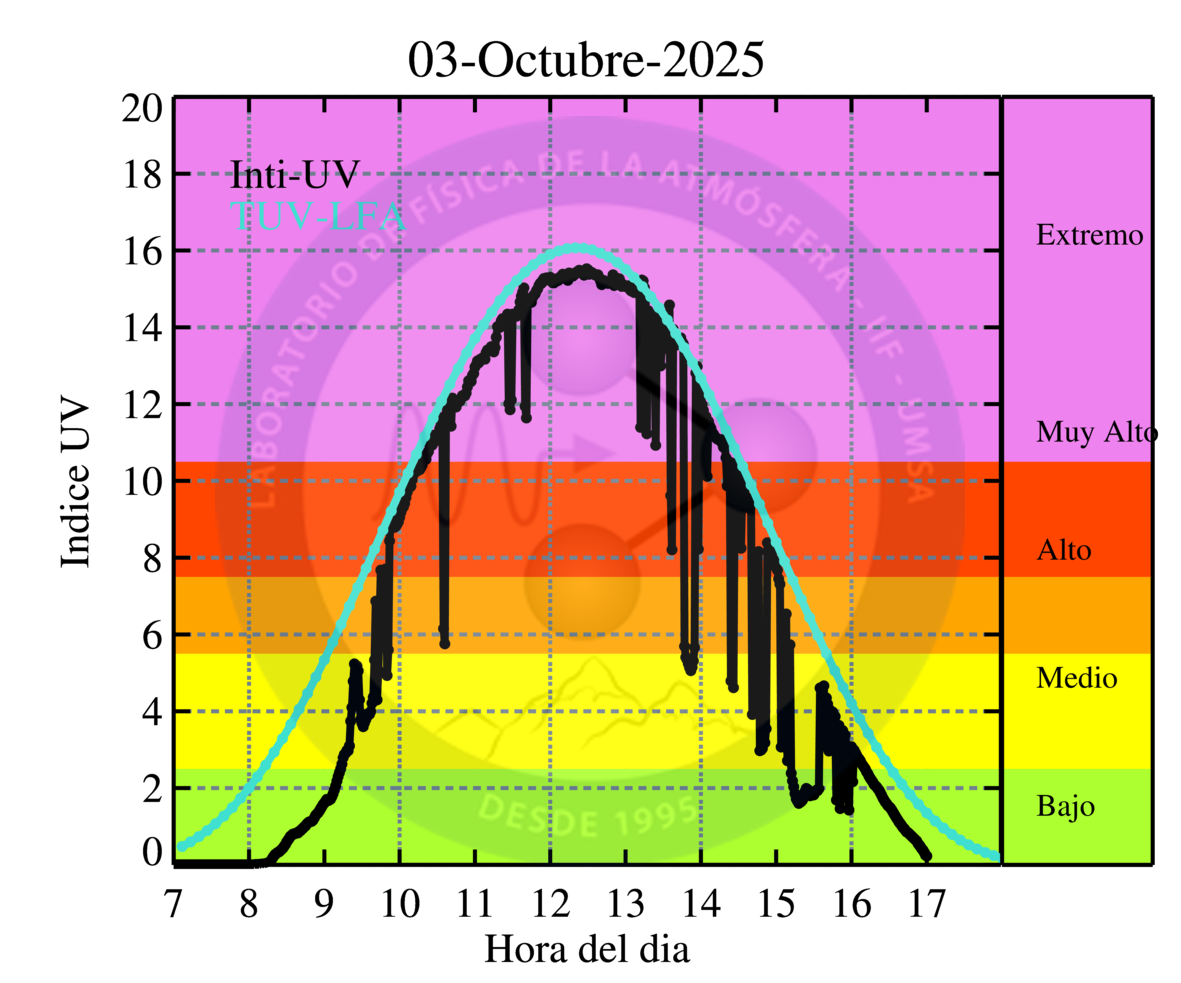 03-Octubre-2025
20
18
16
14
12
10
8
6
4
2
0
Indice UV
Inti-UV
TUV-LFA
LABORATORIO DE FÍSICA DE LA ATMÓSFERA - IIF - UMSA
DESDE 1995
Extremo
Muy Alto
Alto
Medio
Bajo
7 8 9 10 11 12 13 14 15 16 17
Hora del dia